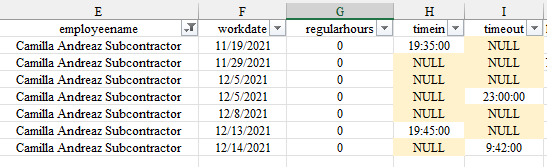 E F G H I
employeename workdate regularhours timein timeout
Camilla Andreaz Subcontractor 11/19/2021 0 19:35:00 NULL
Camilla Andreaz Subcontractor 11/29/2021 0 NULL NULL
Camilla Andreaz Subcontractor 12/5/2021 0 NULL NULL
Camilla Andreaz Subcontractor 12/5/2021 0 NULL 23:00:00
Camilla Andreaz Subcontractor 12/8/2021 0 NULL NULL
Camilla Andreaz Subcontractor 12/13/2021 0 19:45:00 NULL
Camilla Andreaz Subcontractor 12/14/2021 0 NULL 9:42:00